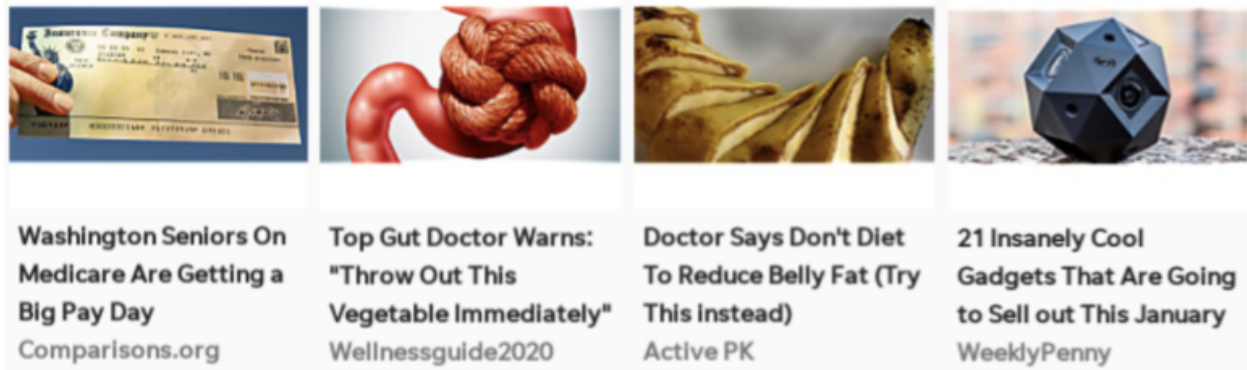 Insurance Company
Washington Seniors On
Medicare Are Getting a
Big Pay Day
Comparisons.org
Top Gut Doctor Warns:
"Throw Out This
Vegetable Immediately"
Wellnessguide2020
Doctor Says Don't Diet
To Reduce Belly Fat (Try
This instead)
Active PK
21 Insanely Cool
Gadgets That Are Going
to Sell out This January
WeeklyPenny